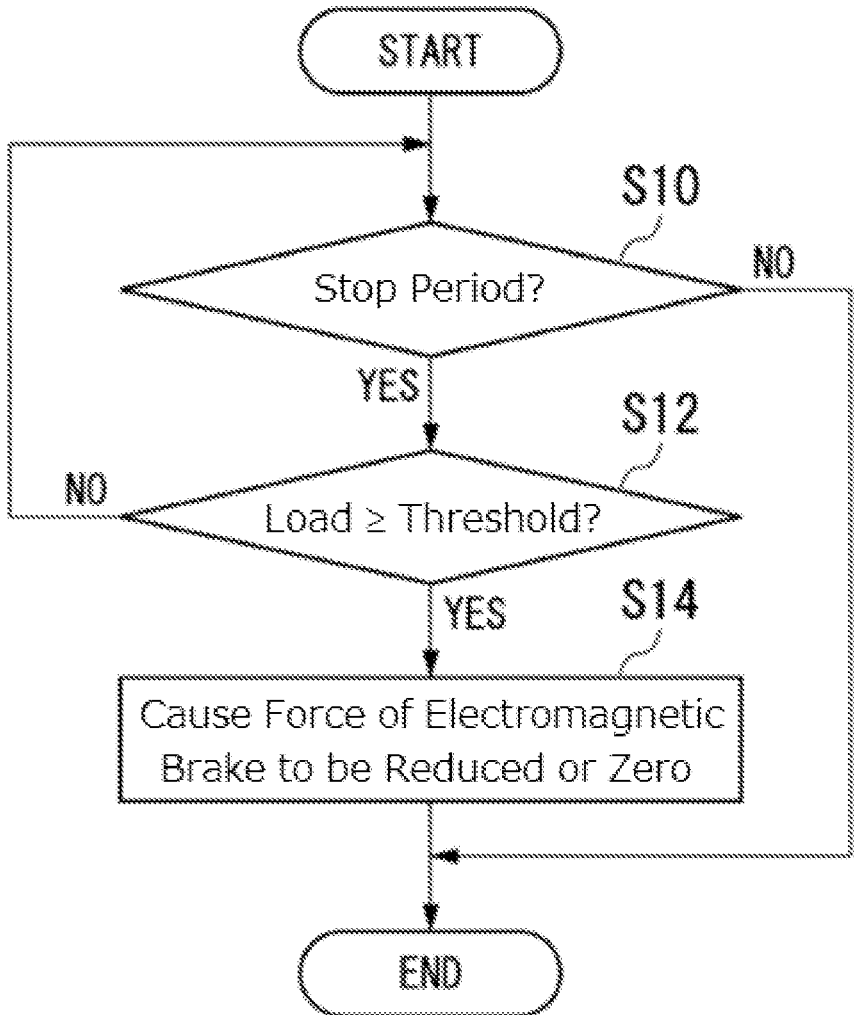 START
S10
Stop Period?
NO
YES
S12
NO
Load ≥ Threshold?
YES
S14
Cause Force of Electromagnetic
Brake to be Reduced or Zero
END